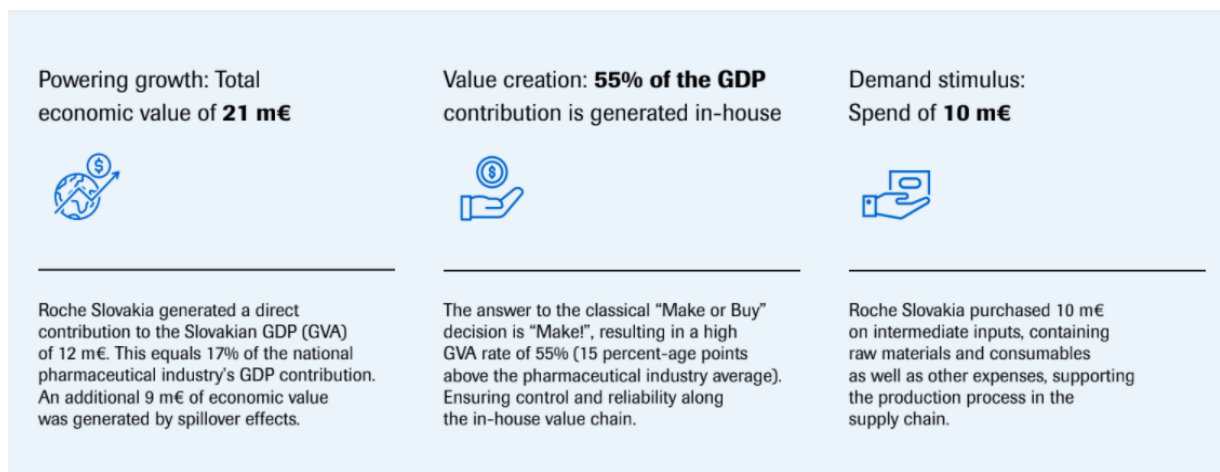 Powering growth: Total
economic value of 21 m€
Roche Slovakia generated a direct
contribution to the Slovakian GDP (GVA)
of 12 m€. This equals 17% of the national
pharmaceutical industry's GDP contribution.
An additional 9 m€ of economic value
was generated by spillover effects.
Value creation: 55% of the GDP
contribution is generated in-house
The answer to the classical “Make or Buy”
decision is “Make!”, resulting in a high
GVA rate of 55% (15 percent-age points
above the pharmaceutical industry average).
Ensuring control and reliability along
the in-house value chain.
Demand stimulus:
Spend of 10 m€
Roche Slovakia purchased 10 m€
on intermediate inputs, containing
raw materials and consumables
as well as other expenses, supporting
the production process in the
supply chain.